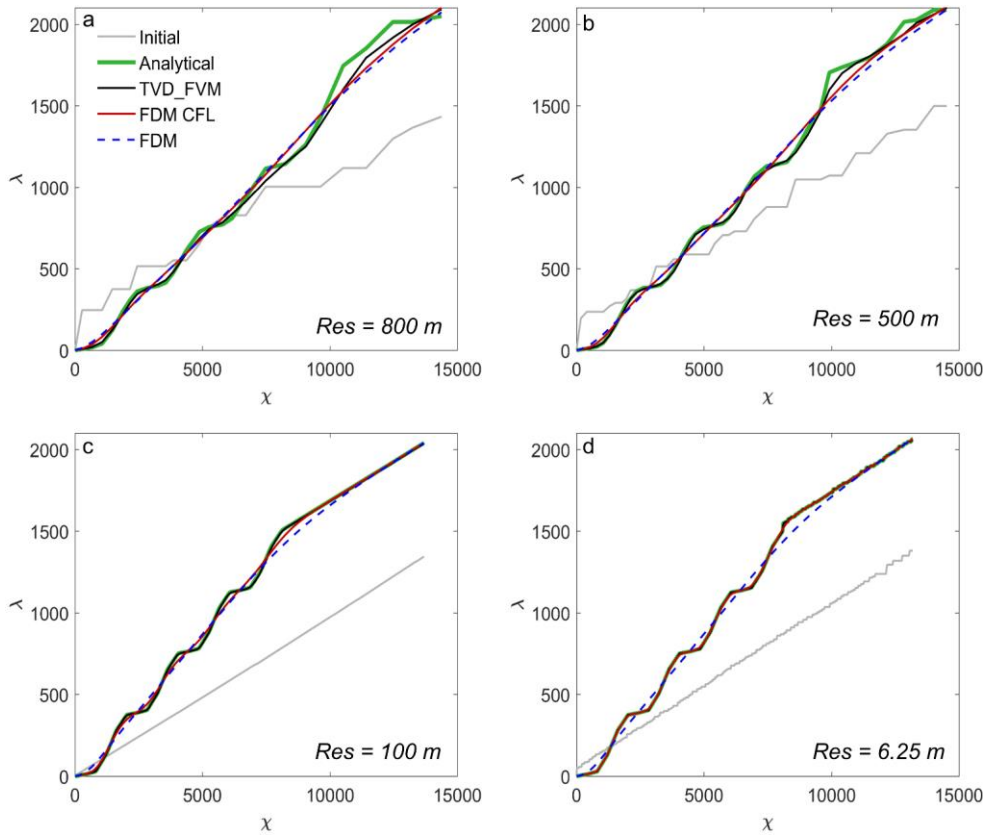 a
2000
1500
1000
500
0
λ
Initial
Analytical
TVD_FVM
FDM CFL
FDM
Res = 800 m
0 5000 10000 15000
χ
b
2000
1500
1000
500
0
λ
Res = 500 m
0 5000 10000 15000
χ
c
2000
1500
1000
500
0
λ
Res = 100 m
0 5000 10000 15000
χ
d
2000
1500
1000
500
0
λ
Res = 6.25 m
0 5000 10000 15000
χ